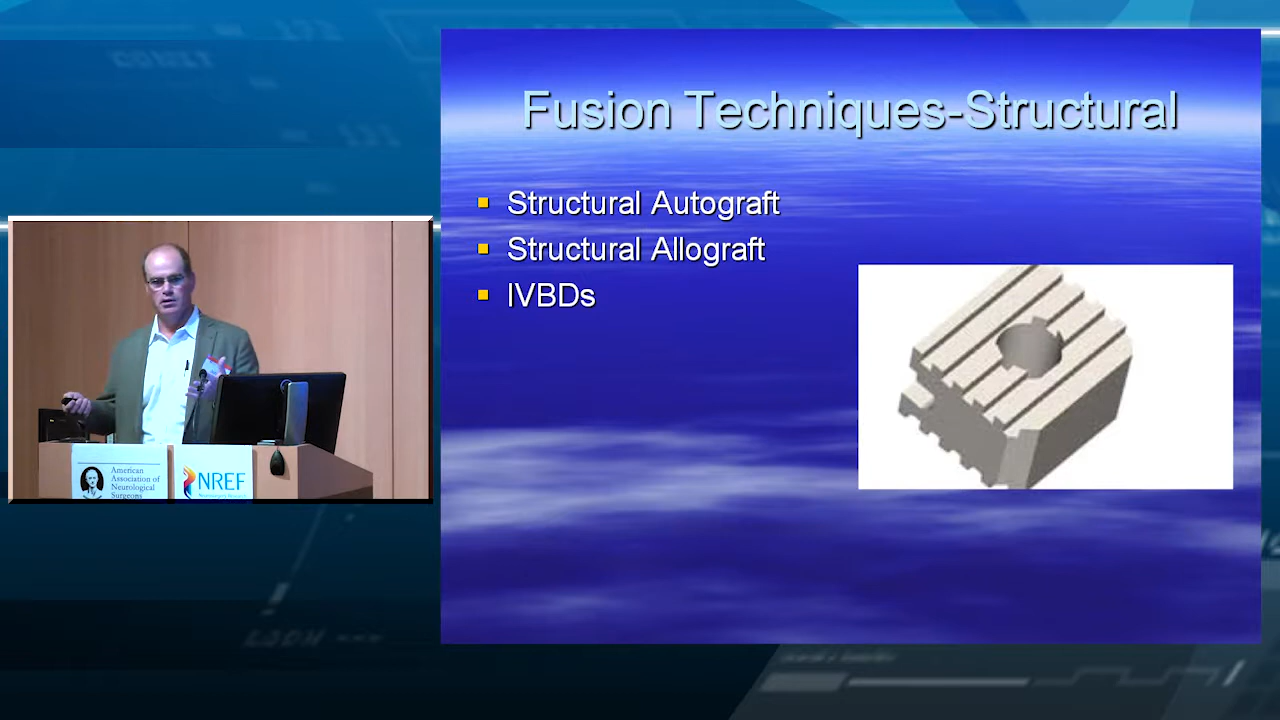 Fusion Techniques-Structural
Structural Autograft
Structural Allograft
IVBDs
American
Association of
Neurological
Surgeons
NREF